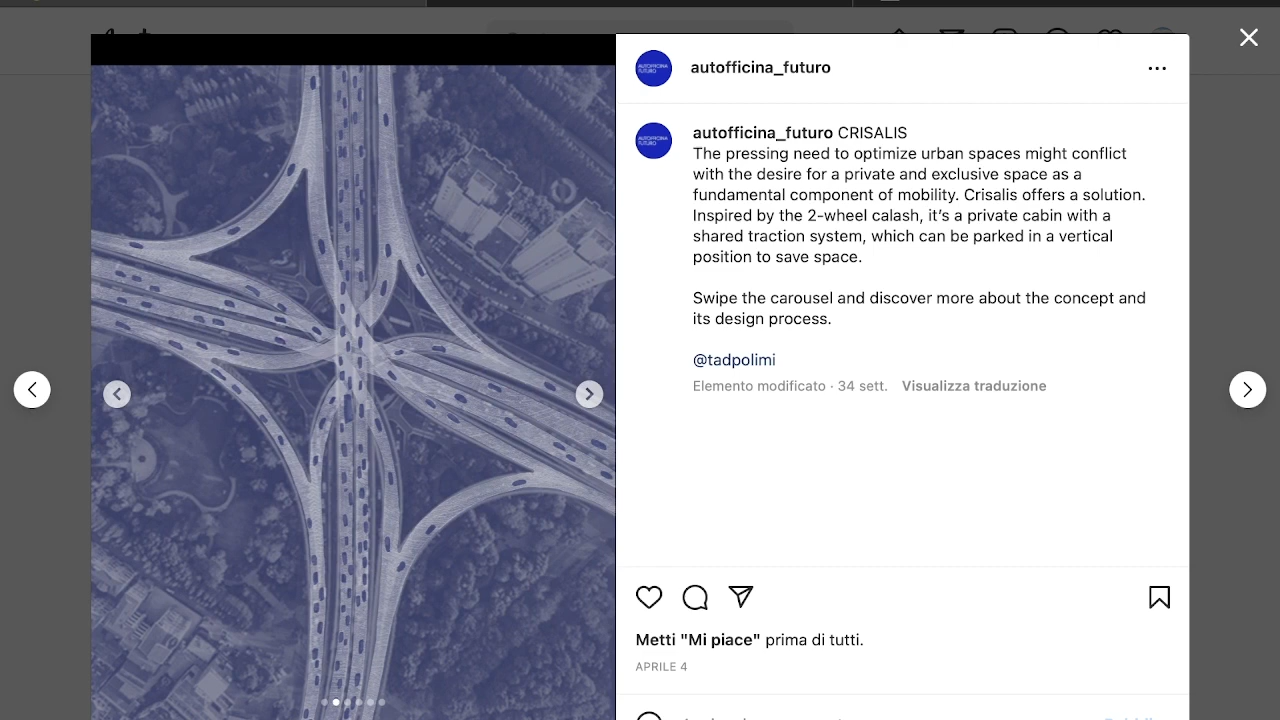 autofficina_futuro
AUTOFFICINA
FUTURO
autofficina_futuro CRISALIS
The pressing need to optimize urban spaces might conflict
with the desire for a private and exclusive space as a
fundamental component of mobility. Crisalis offers a solution.
Inspired by the 2-wheel calash, it's a private cabin with a
shared traction system, which can be parked in a vertical
position to save space.
Swipe the carousel and discover more about the concept and
its design process.
@tadpolimi
Elemento modificato · 34 sett. Visualizza traduzione
Metti "Mi piace" prima di tutti.
APRILE 4